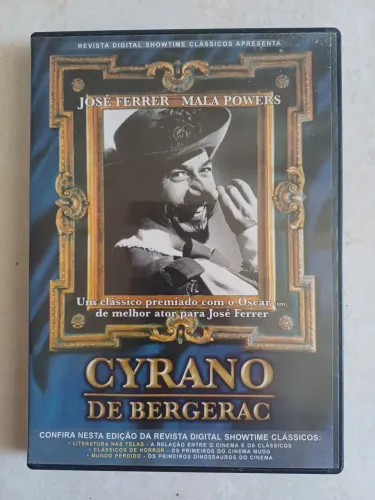 REVISTA DIGITAL SHOWTIME CLÁSSICOS APRESENTA
JOSÉ FERRER MALA POWERS
Um clássico premiado com o Oscar (TM)
de melhor ator para José Ferrer
CYRANO
DE BERGERAC
CONFIRA NESTA EDIÇÃO DA REVISTA DIGITAL SHOWTIME CLÁSSICOS:
• LITERATURA NAS TELAS - A RELAÇÃO ENTRE O CINEMA E OS CLÁSSICOS
• CLÁSSICOS DE HORROR - OS PRIMEIROS DO CINEMA MUDO
• MUNDO PERDIDO - OS PRIMEIROS DINOSSAUROS DO CINEMA